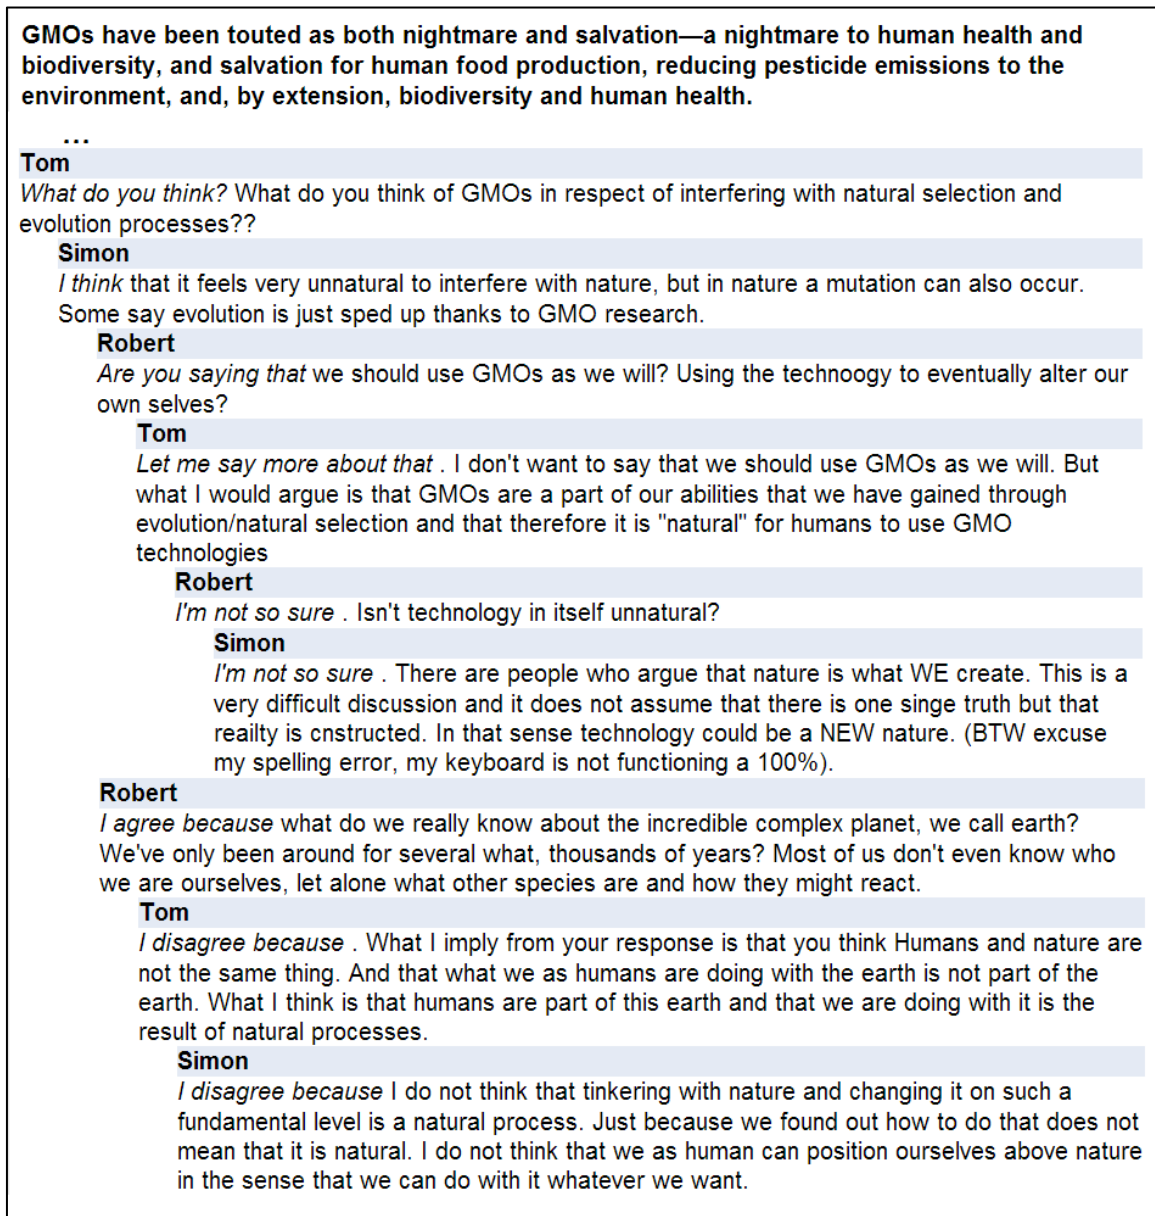 GMOs have been touted as both nightmare and salvation—a nightmare to human health and
biodiversity, and salvation for human food production, reducing pesticide emissions to the
environment, and, by extension, biodiversity and human health.
...
Tom
What do you think? What do you think of GMOs in respect of interfering with natural selection and
evolution processes??
Simon
I think that it feels very unnatural to interfere with nature, but in nature a mutation can also occur.
Some say evolution is just sped up thanks to GMO research.
Robert
Are you saying that we should use GMOs as we will? Using the technoogy to eventually alter our
own selves?
Tom
Let me say more about that . I don't want to say that we should use GMOs as we will. But
what I would argue is that GMOs are a part of our abilities that we have gained through
evolution/natural selection and that therefore it is "natural" for humans to use GMO
technologies
Robert
I'm not so sure . Isn't technology in itself unnatural?
Simon
I'm not so sure . There are people who argue that nature is what WE create. This is a
very difficult discussion and it does not assume that there is one singe truth but that
reailty is cnstructed. In that sense technology could be a NEW nature. (BTW excuse
my spelling error, my keyboard is not functioning a 100%).
Robert
I agree because what do we really know about the incredible complex planet, we call earth?
We've only been around for several what, thousands of years? Most of us don't even know who
we are ourselves, let alone what other species are and how they might react.
Tom
I disagree because . What I imply from your response is that you think Humans and nature are
not the same thing. And that what we as humans are doing with the earth is not part of the
earth. What I think is that humans are part of this earth and that we are doing with it is the
result of natural processes.
Simon
I disagree because I do not think that tinkering with nature and changing it on such a
fundamental level is a natural process. Just because we found out how to do that does not
mean that it is natural. I do not think that we as human can position ourselves above nature
in the sense that we can do with it whatever we want.